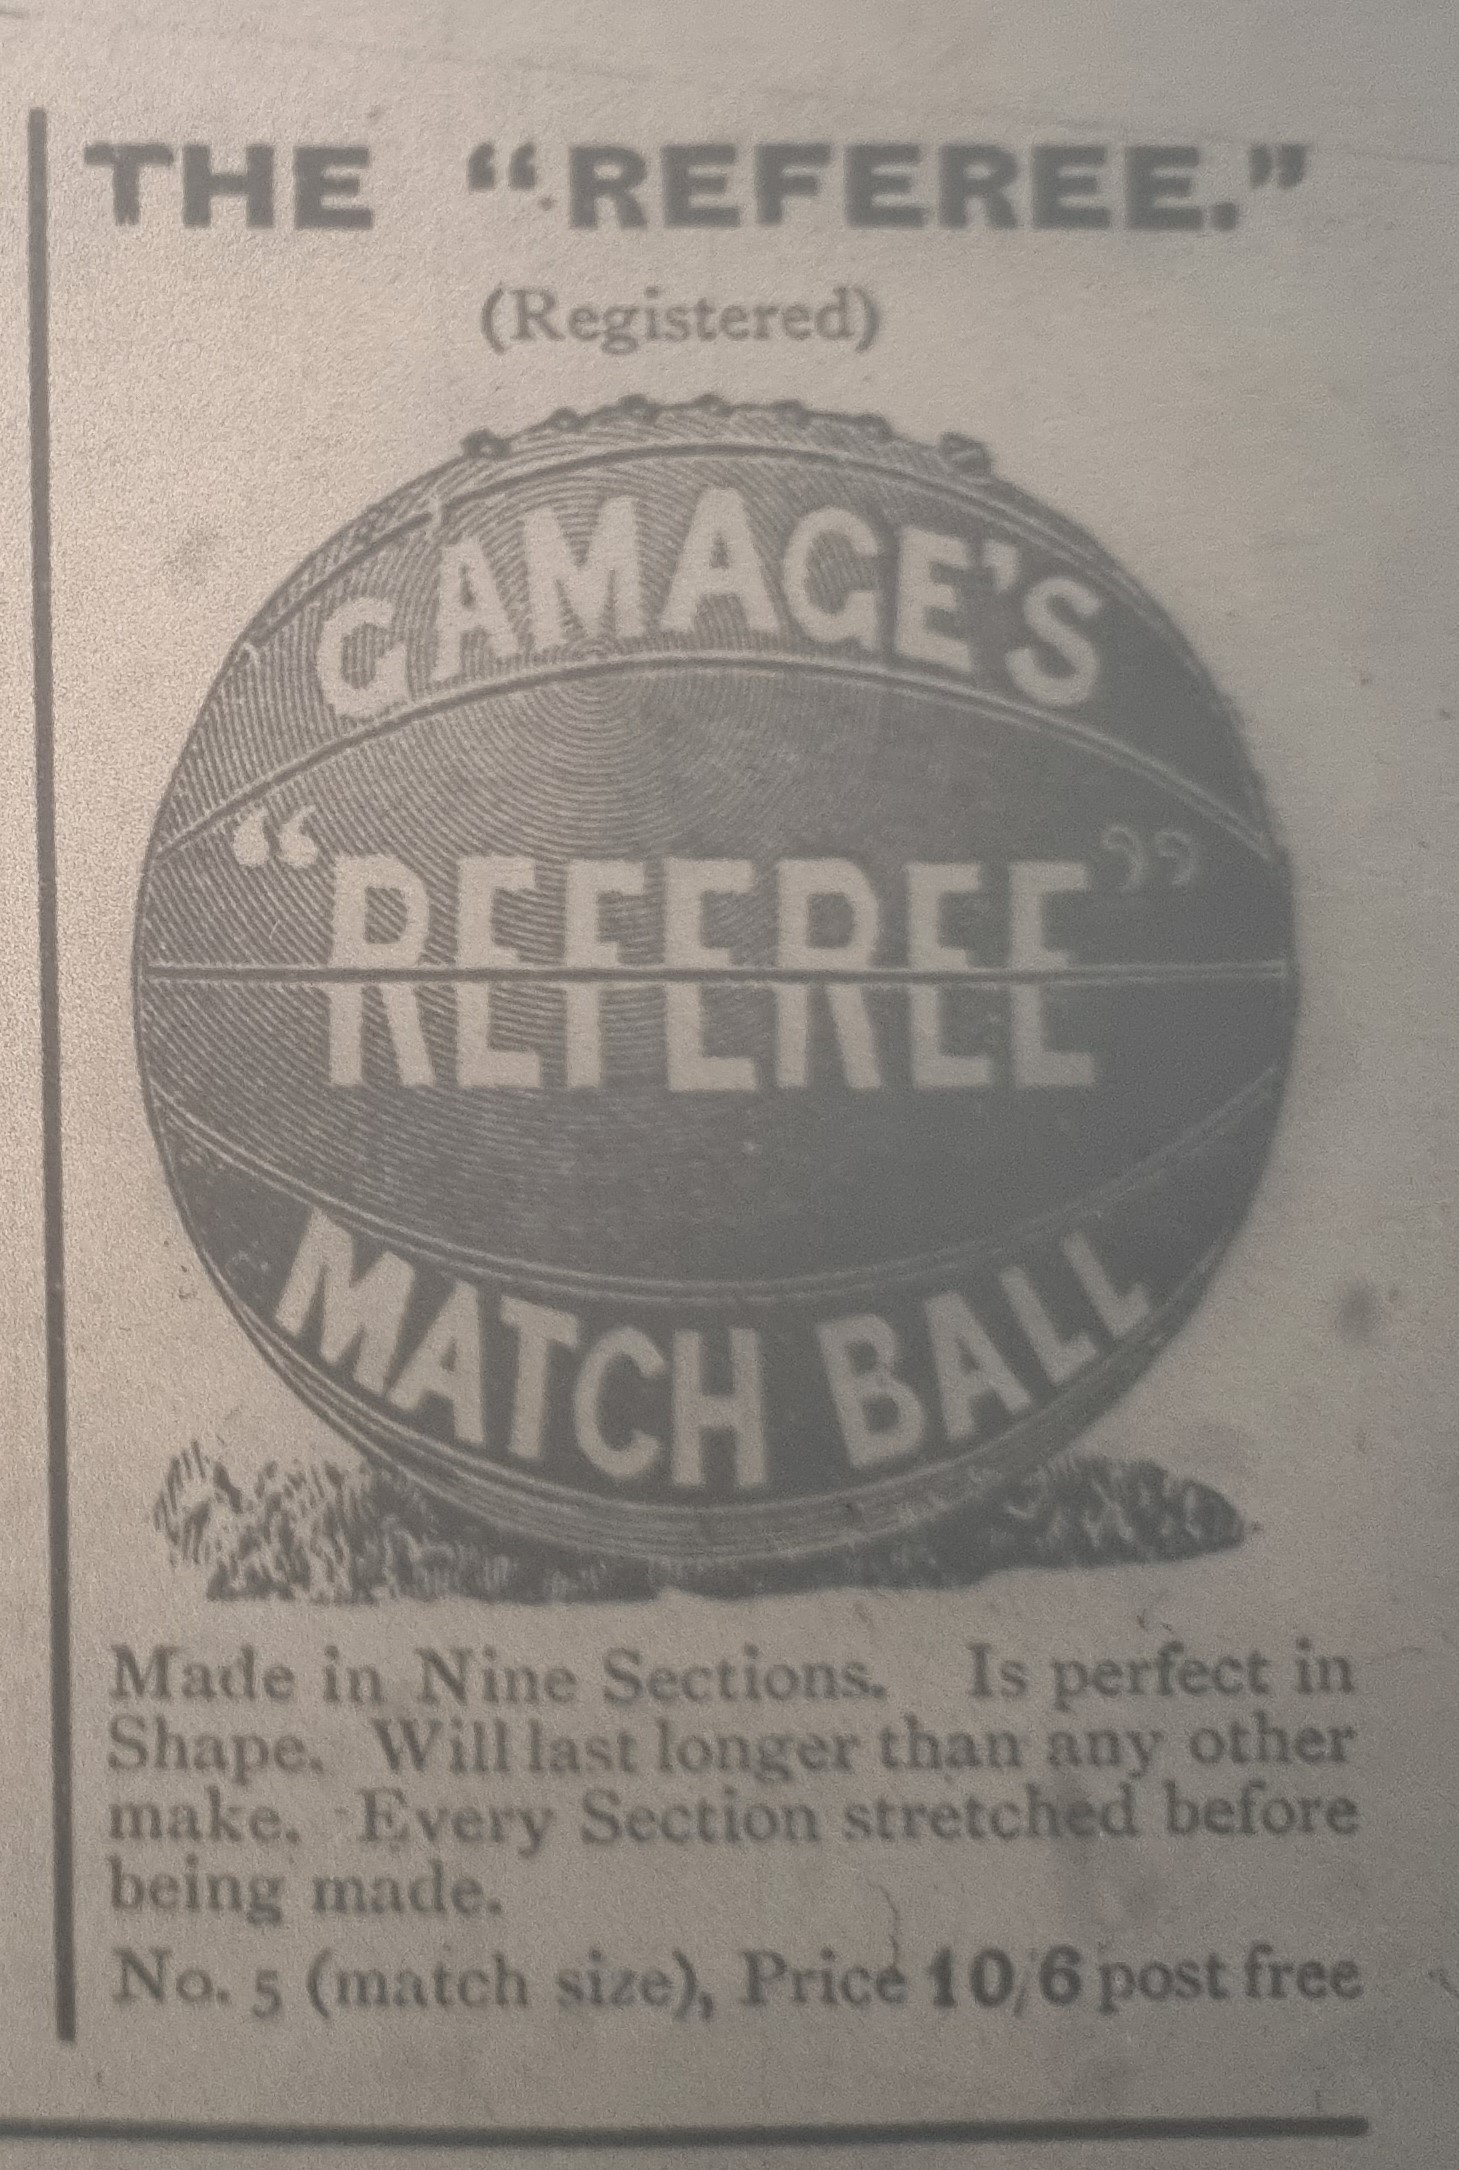 THE “REFEREE.”
(Registered)
GAMAGE'S
“REFEREE”
MATCH BALL
Made in Nine Sections. Is perfect in
Shape. Will last longer than any other
make. Every Section stretched before
being made.
No. 5 (match size), Price 10/6 post free